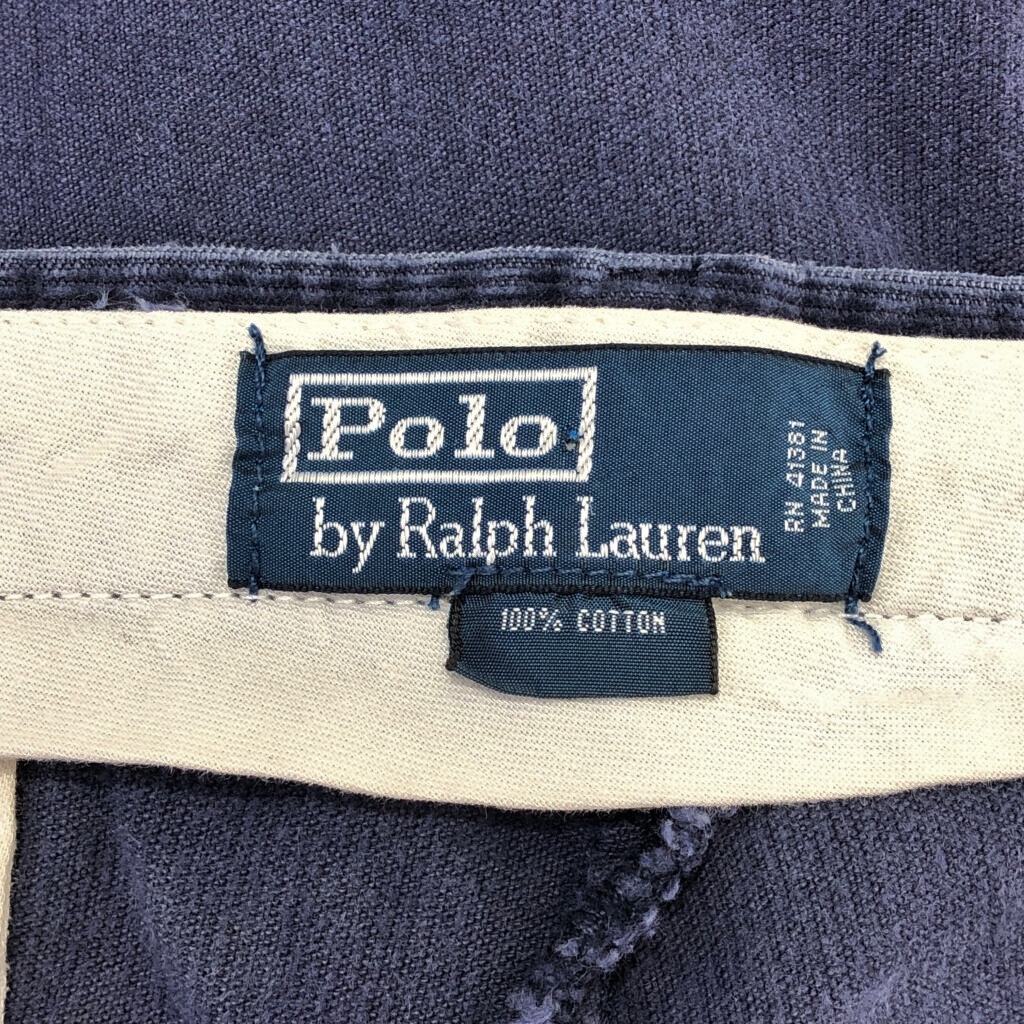 Polo
by Ralph Lauren
RN 41381
MADE IN
CHINA
100% COTTON